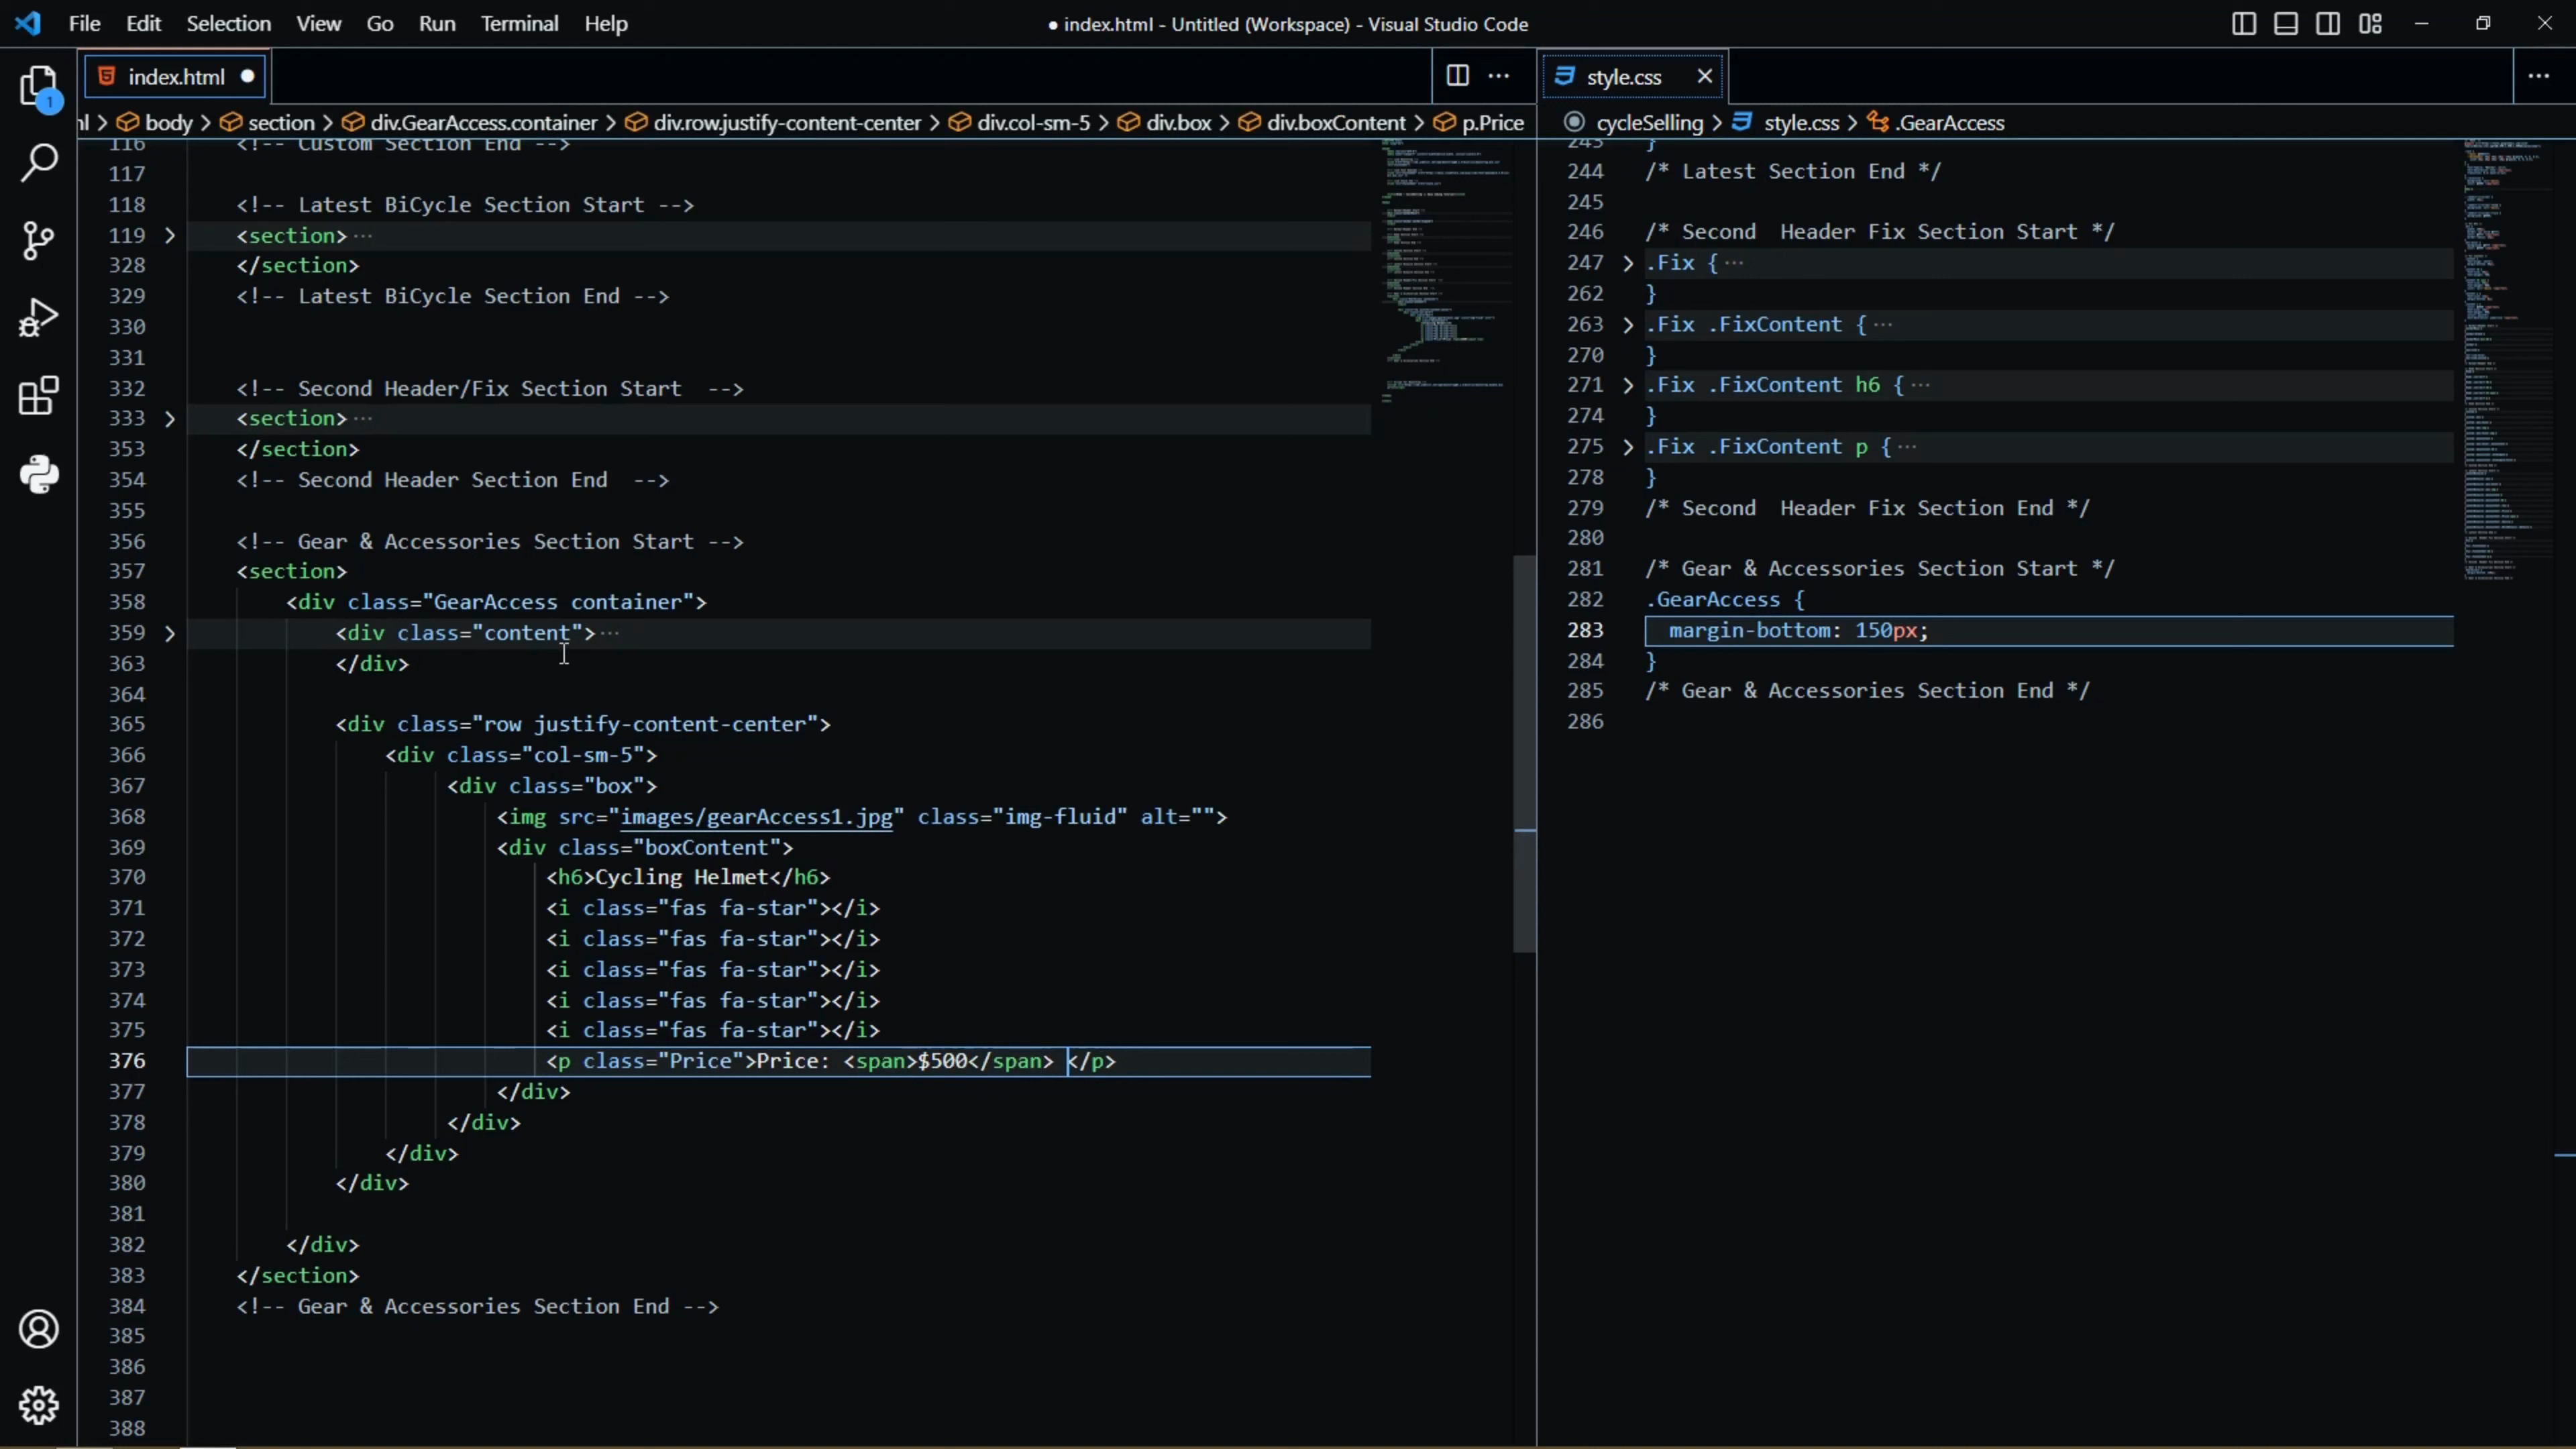 File Edit Selection View Go Run Terminal Help
● index.html - Untitled (Workspace) - Visual Studio Code
1
index.html ●
body > section > div.GearAccess.container > div.row.justify-content-center > div.col-sm-5 > div.box > div.boxContent > p.Price
116 <!-- Custom Section End -->
117
118 <!-- Latest BiCycle Section Start -->
119 > <section> ···
328 </section>
329 <!-- Latest BiCycle Section End -->
330
331
332 <!-- Second Header/Fix Section Start  -->
333 > <section> ···
353 </section>
354 <!-- Second Header Section End  -->
355
356 <!-- Gear & Accessories Section Start -->
357 <section>
358 <div class="GearAccess container">
359 > <div class="content"> ···
363 </div>
364
365 <div class="row justify-content-center">
366 <div class="col-sm-5">
367 <div class="box">
368 <img src="images/gearAccess1.jpg" class="img-fluid" alt="">
369 <div class="boxContent">
370 <h6>Cycling Helmet</h6>
371 <i class="fas fa-star"></i>
372 <i class="fas fa-star"></i>
373 <i class="fas fa-star"></i>
374 <i class="fas fa-star"></i>
375 <i class="fas fa-star"></i>
376 <p class="Price">Price: <span>$500</span> </p>
377 </div>
378 </div>
379 </div>
380 </div>
381
382 </div>
383 </section>
384 <!-- Gear & Accessories Section End -->
385
386
387
388
style.css
cycleSelling > style.css > .GearAccess
243 }
244 /* Latest Section End */
245
246 /* Second  Header Fix Section Start */
247 > .Fix { ···
262 }
263 > .Fix .FixContent { ···
270 }
271 > .Fix .FixContent h6 { ···
274 }
275 > .Fix .FixContent p { ···
278 }
279 /* Second  Header Fix Section End */
280
281 /* Gear & Accessories Section Start */
282 .GearAccess {
283 margin-bottom: 150px;
284 }
285 /* Gear & Accessories Section End */
286